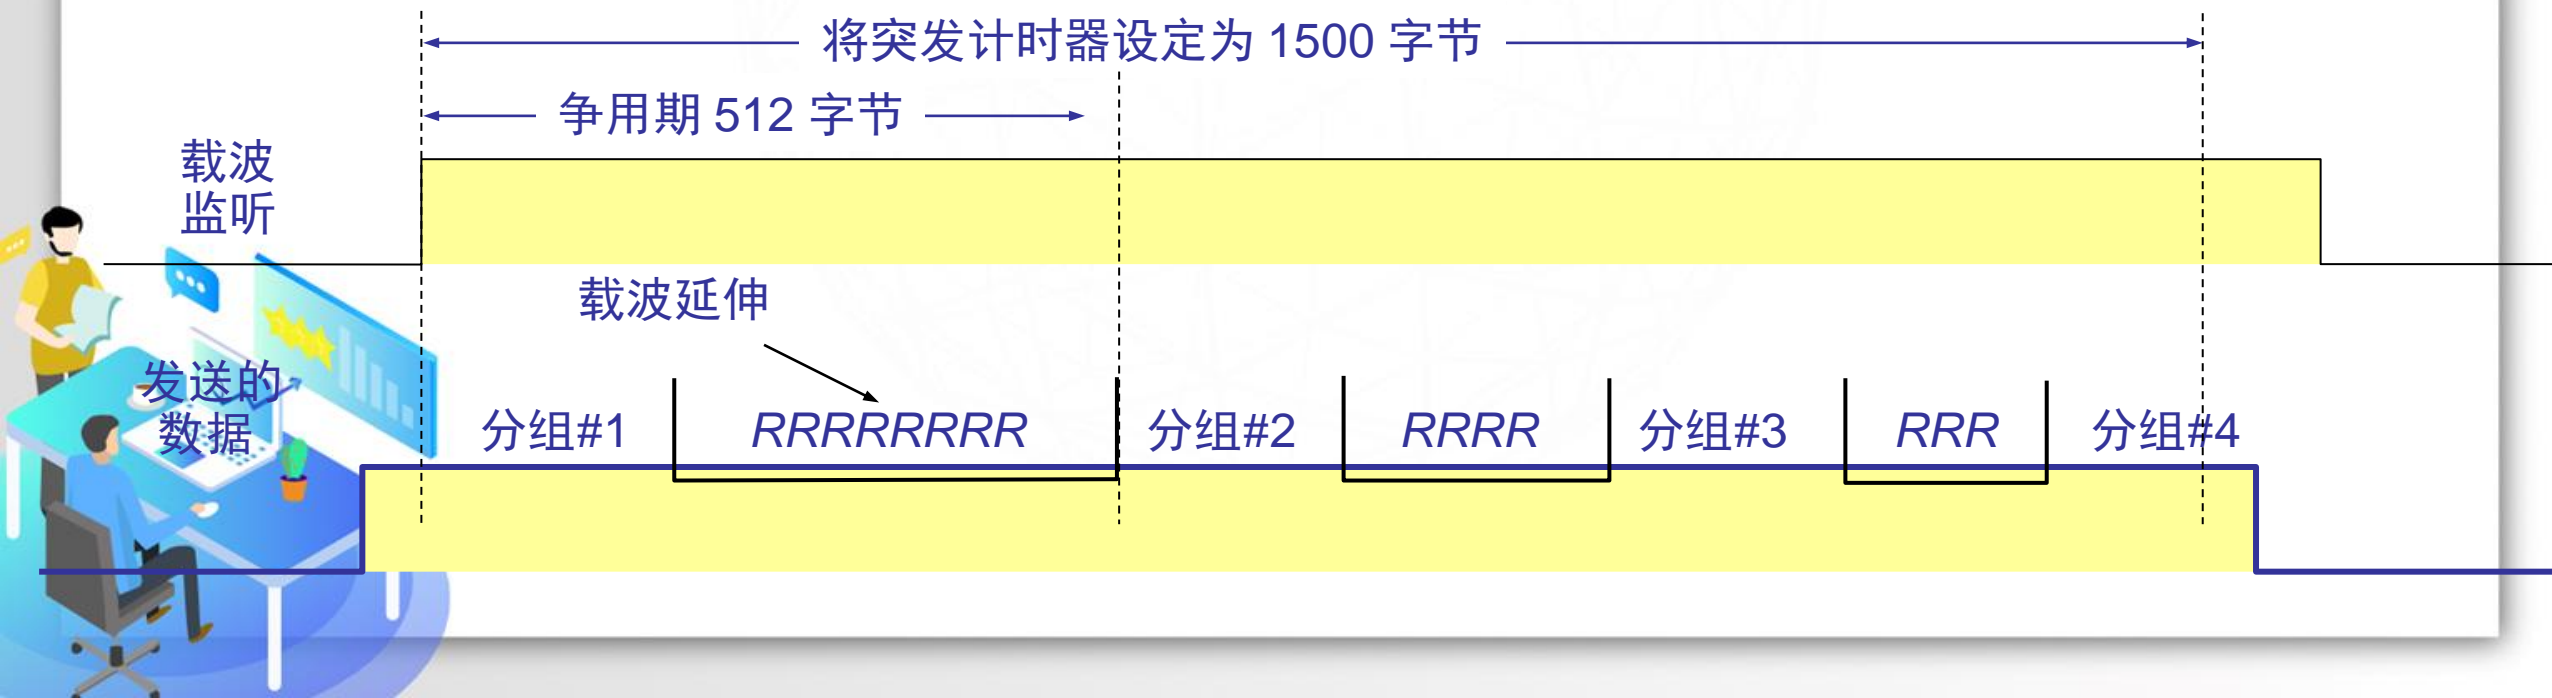 将突发计时器设定为 1500 字节
争用期 512 字节
载波
监听
载波延伸
发送的
数据
分组#1 RRRRRRRR 分组#2 RRRR 分组#3 RRR 分组#4